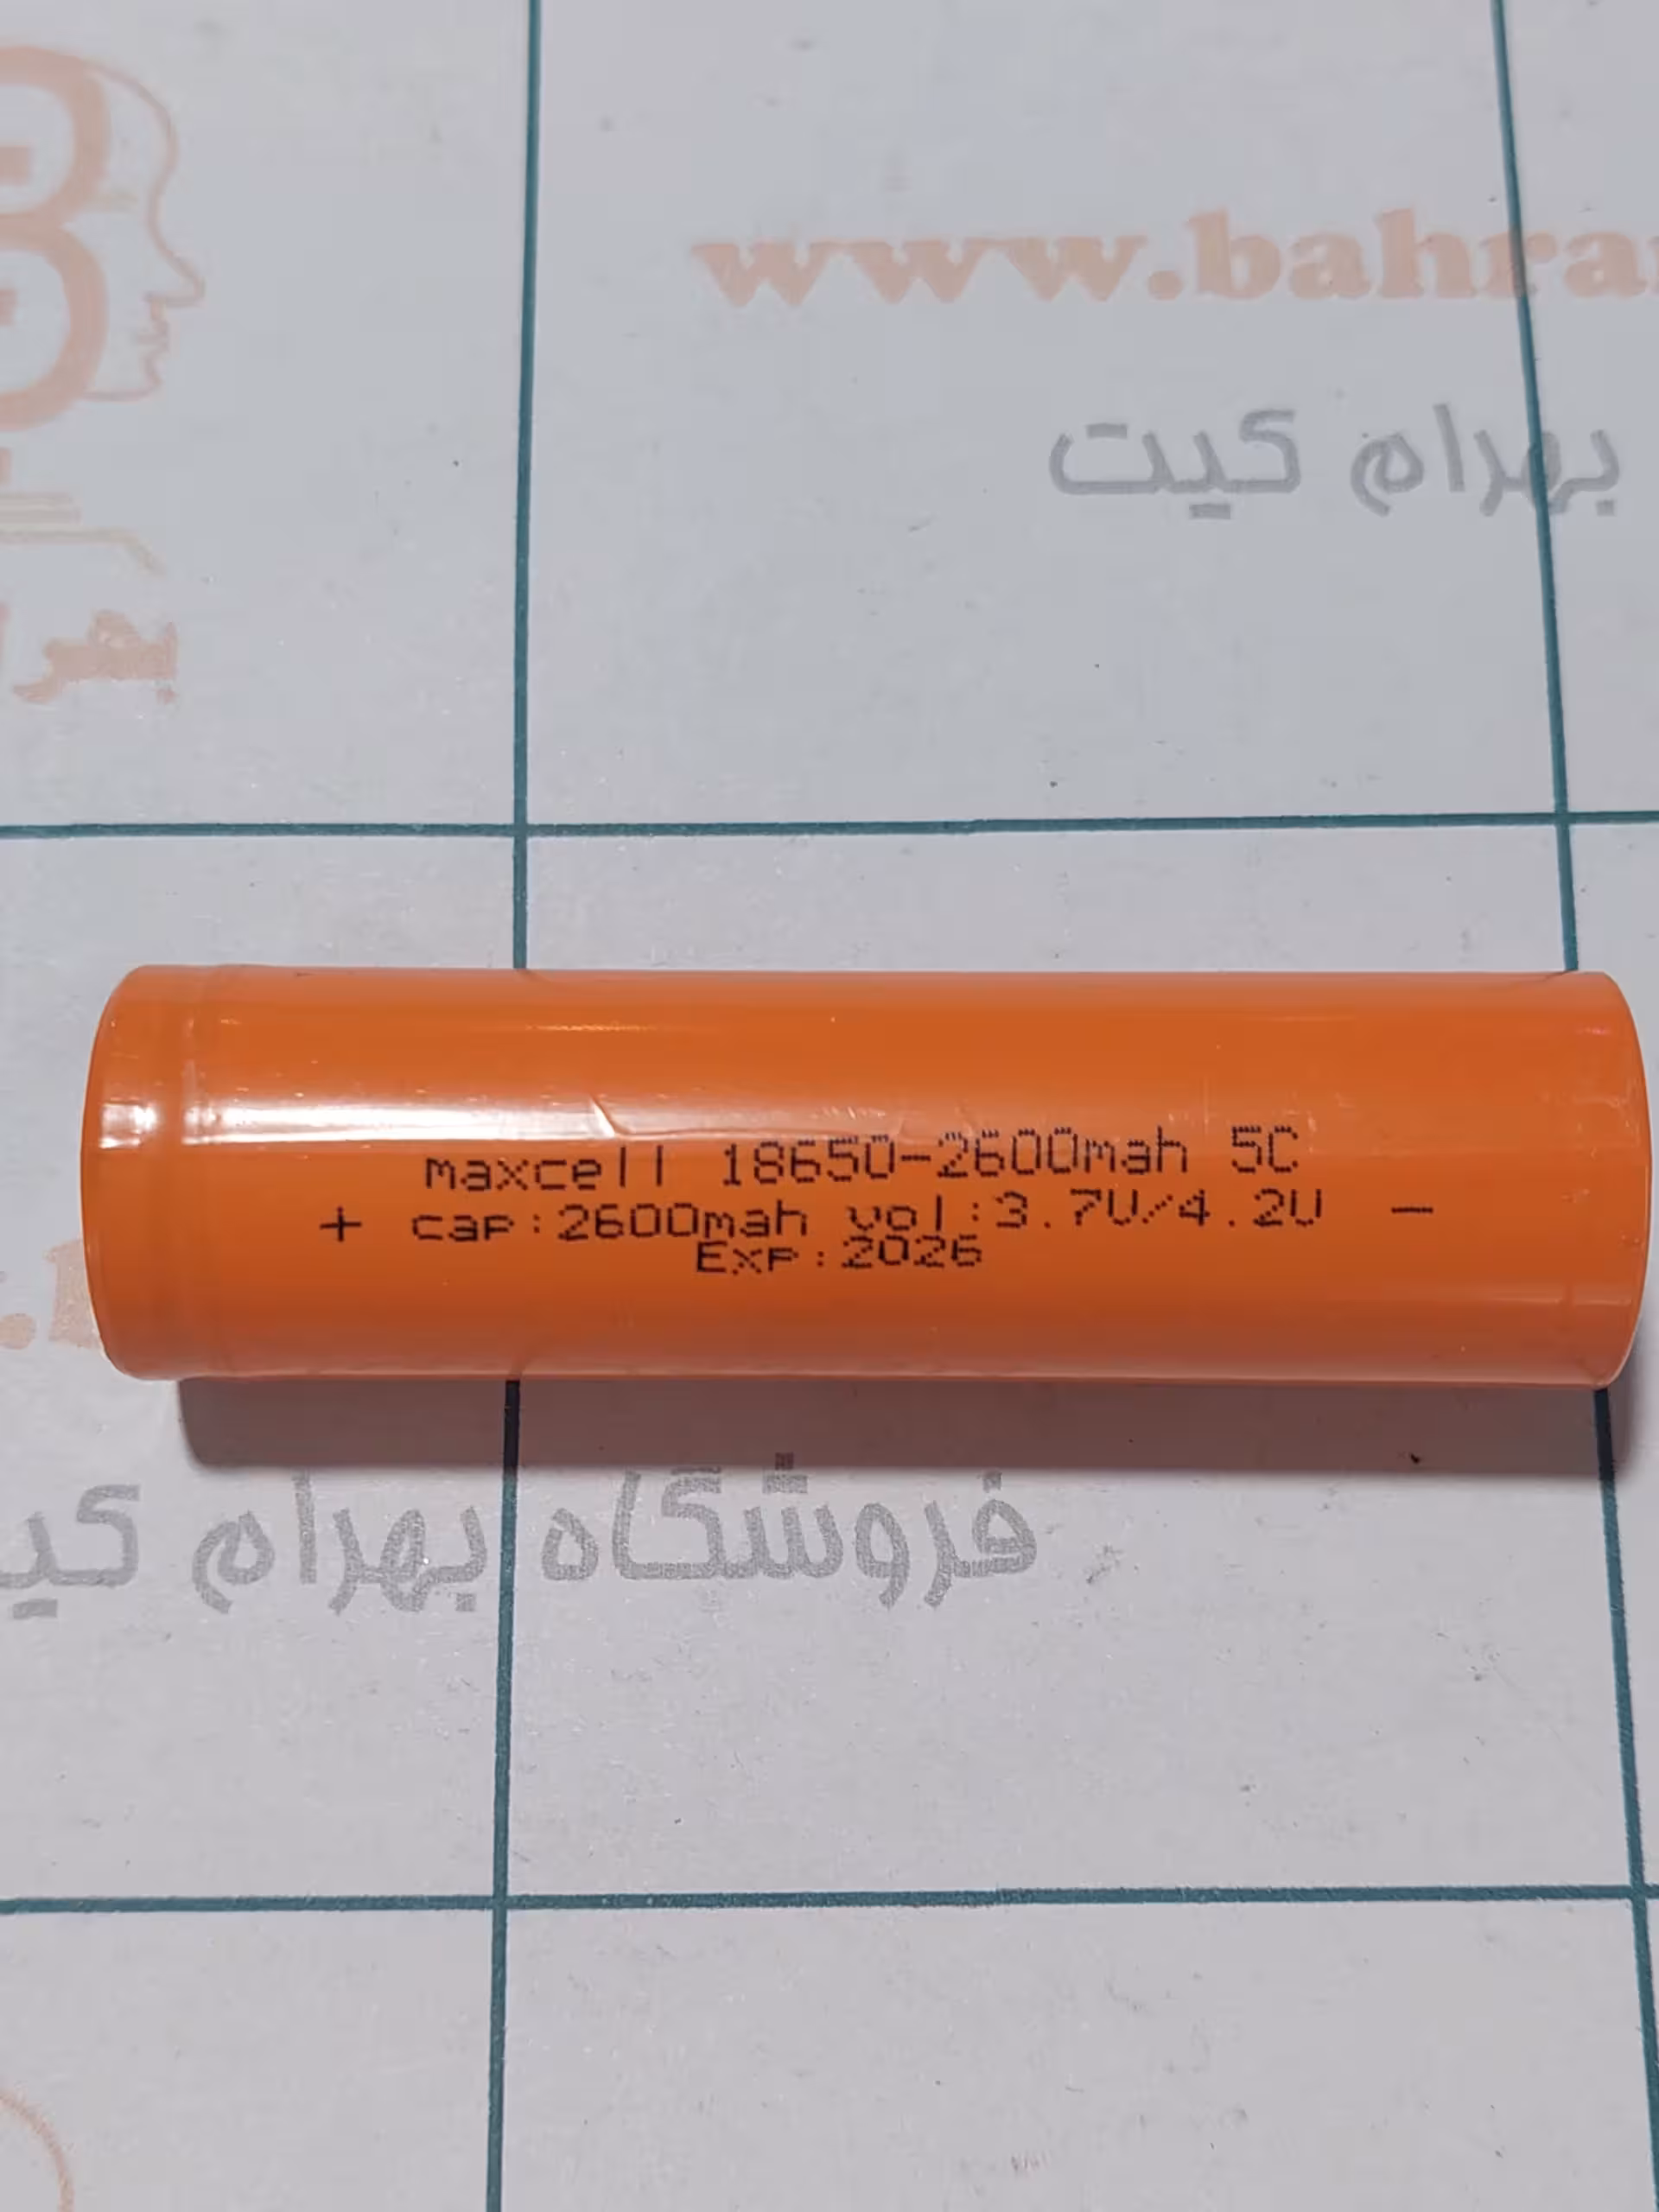 www.bahra
بهرام کیت
maxcell 18650-2600mah 5C
+ cap:2600mah vol:3.7V/4.2V -
Exp:2026
فروشگاه بهرام